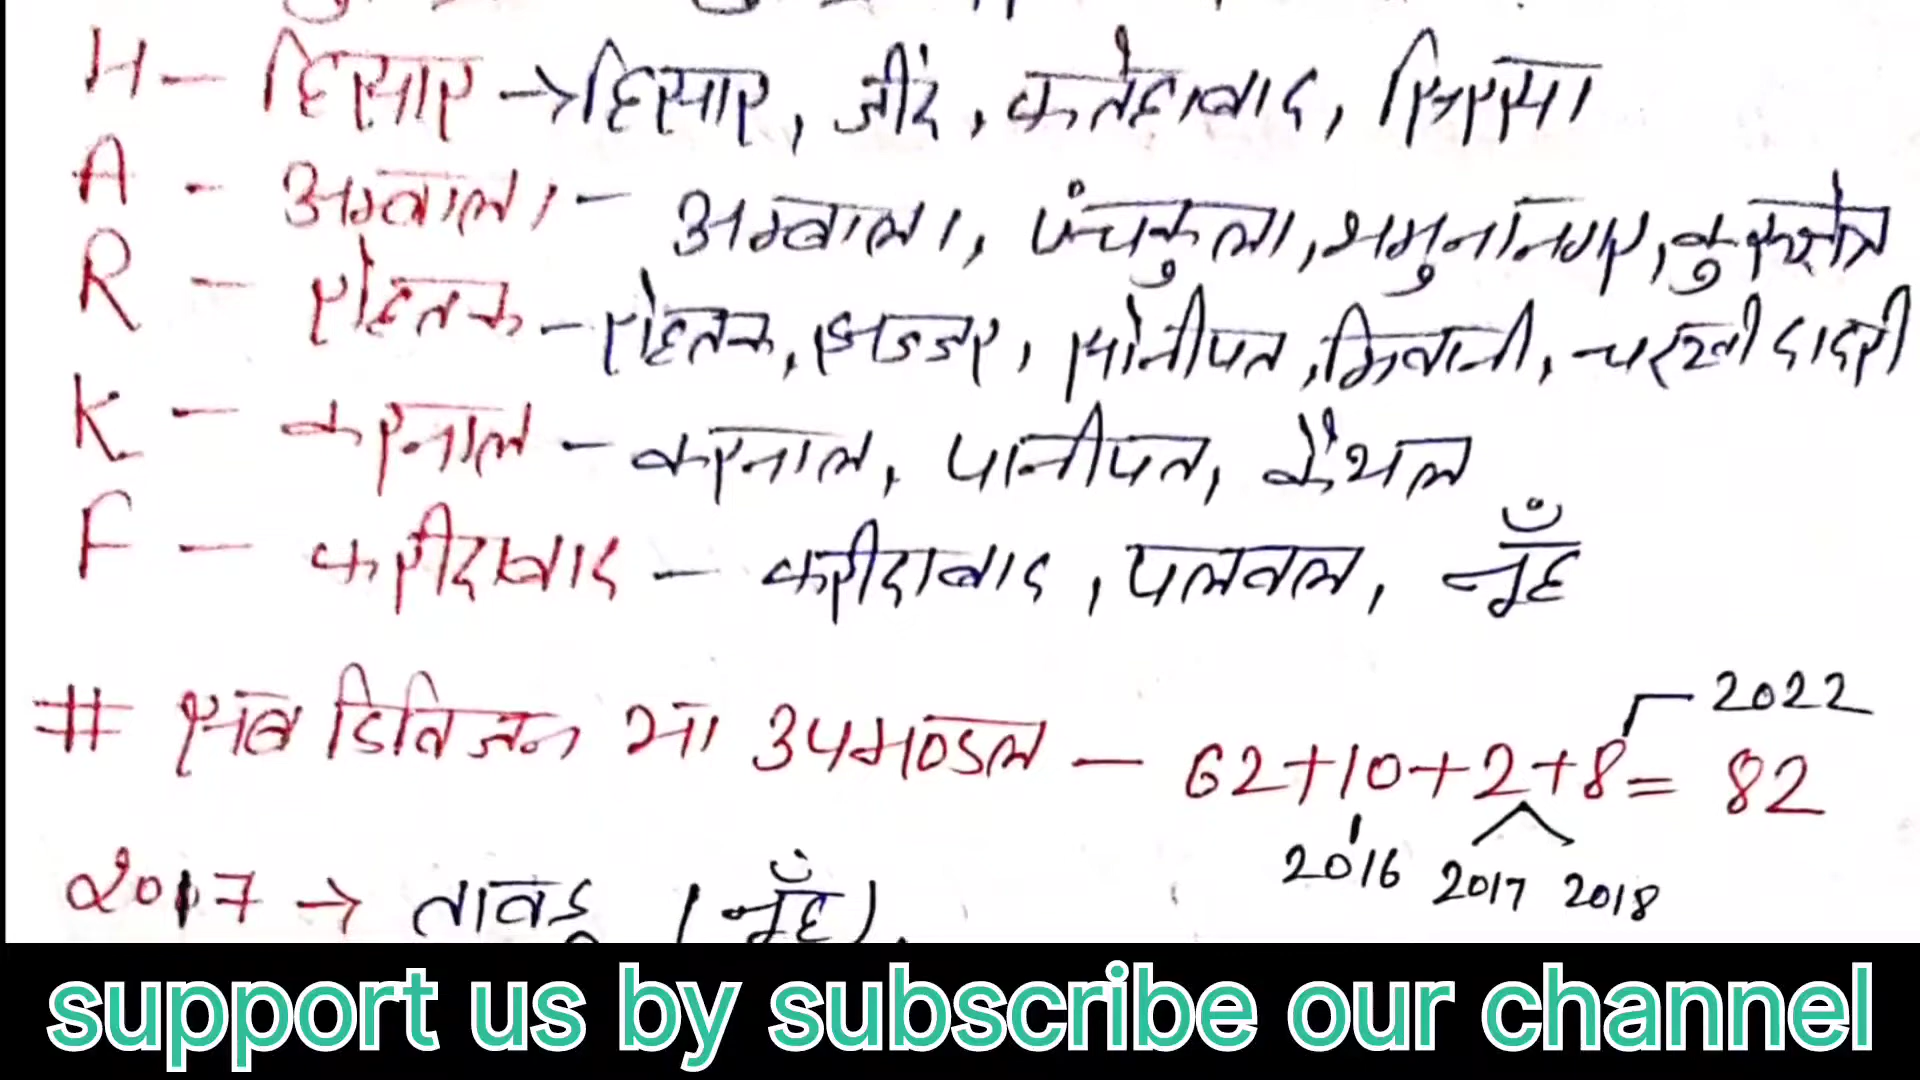 H - हिसार → हिसार, जींद, फतेहाबाद, सिरसा
A - अम्बाला - अम्बाला, पंचकुला, यमुनानगर, कुरुक्षेत्र
R - रोहतक - रोहतक, झज्जर, सोनीपत, भिवानी, चरखी दादरी
K - करनाल - करनाल, पानीपत, कैथल
F - फरीदाबाद - फरीदाबाद, पलवल, नूँह
# सब डिविजन या उपमण्डल - 62+10+2+8 = 82
2022
2016 2017 2018
2017 → तावडू (नूँह).
support us by subscribe our channel